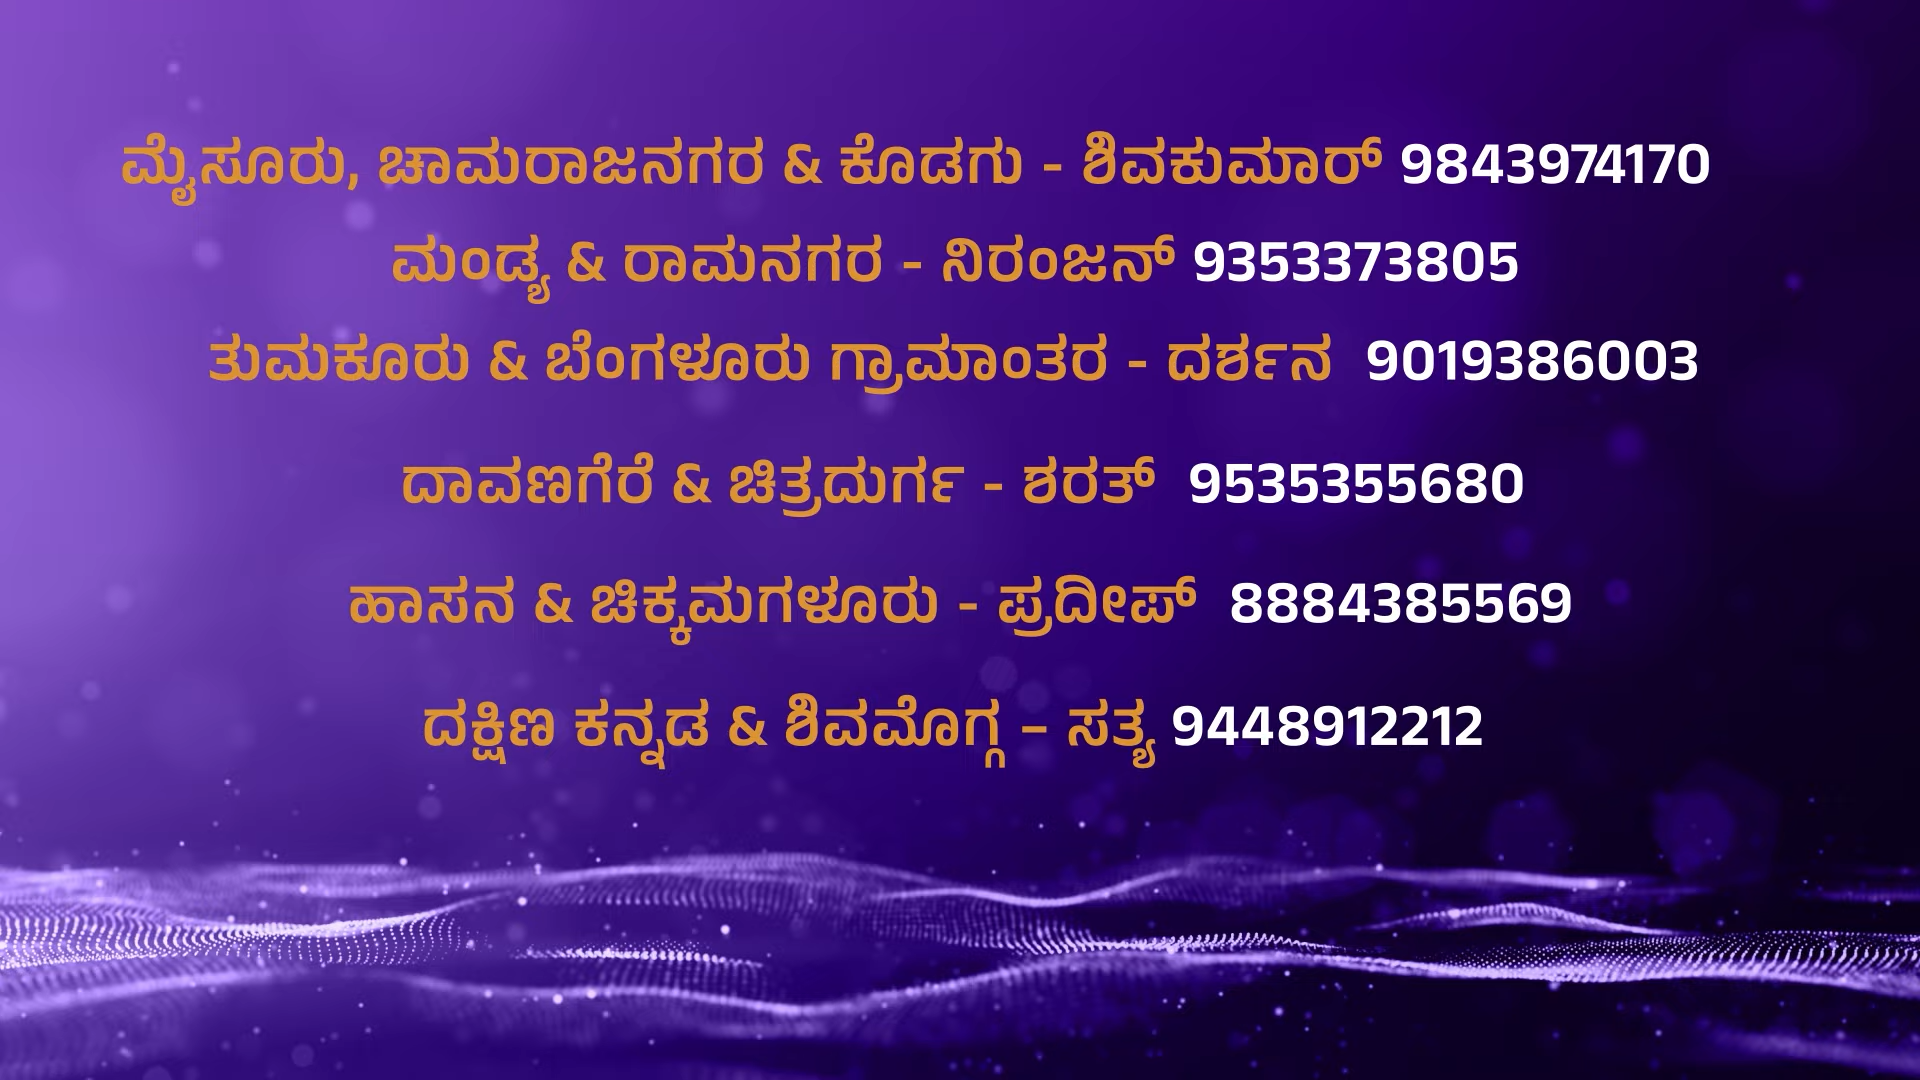 ಮೈಸೂರು, ಚಾಮರಾಜನಗರ & ಕೊಡಗು - ಶಿವಕುಮಾರ್ 9843974170
ಮಂಡ್ಯ & ರಾಮನಗರ - ನಿರಂಜನ್ 9353373805
ತುಮಕೂರು & ಬೆಂಗಳೂರು ಗ್ರಾಮಾಂತರ - ದರ್ಶನ 9019386003
ದಾವಣಗೆರೆ & ಚಿತ್ರದುರ್ಗ - ಶರತ್ 9535355680
ಹಾಸನ & ಚಿಕ್ಕಮಗಳೂರು - ಪ್ರದೀಪ್ 8884385569
ದಕ್ಷಿಣ ಕನ್ನಡ & ಶಿವಮೊಗ್ಗ – ಸತ್ಯ 9448912212